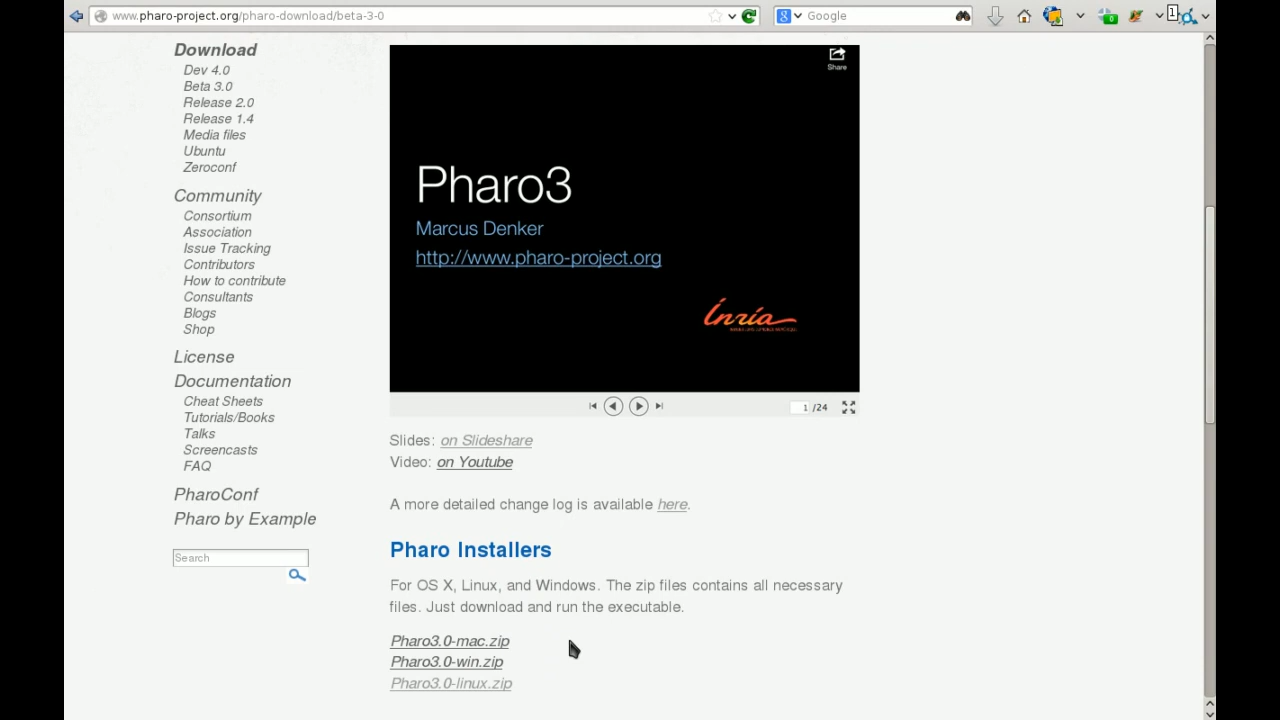 www.pharo-project.org/pharo-download/beta-3-0
Google
0
1
Download
Dev 4.0
Beta 3.0
Release 2.0
Release 1.4
Media files
Ubuntu
Zeroconf
Community
Consortium
Association
Issue Tracking
Contributors
How to contribute
Consultants
Blogs
Shop
License
Documentation
Cheat Sheets
Tutorials/Books
Talks
Screencasts
FAQ
PharoConf
Pharo by Example
Search
Share
Pharo3
Marcus Denker
http://www.pharo-project.org
Inria
1 /24
Slides: on Slideshare
Video: on Youtube
A more detailed change log is available here.
Pharo Installers
For OS X, Linux, and Windows. The zip files contains all necessary
files. Just download and run the executable.
Pharo3.0-mac.zip
Pharo3.0-win.zip
Pharo3.0-linux.zip